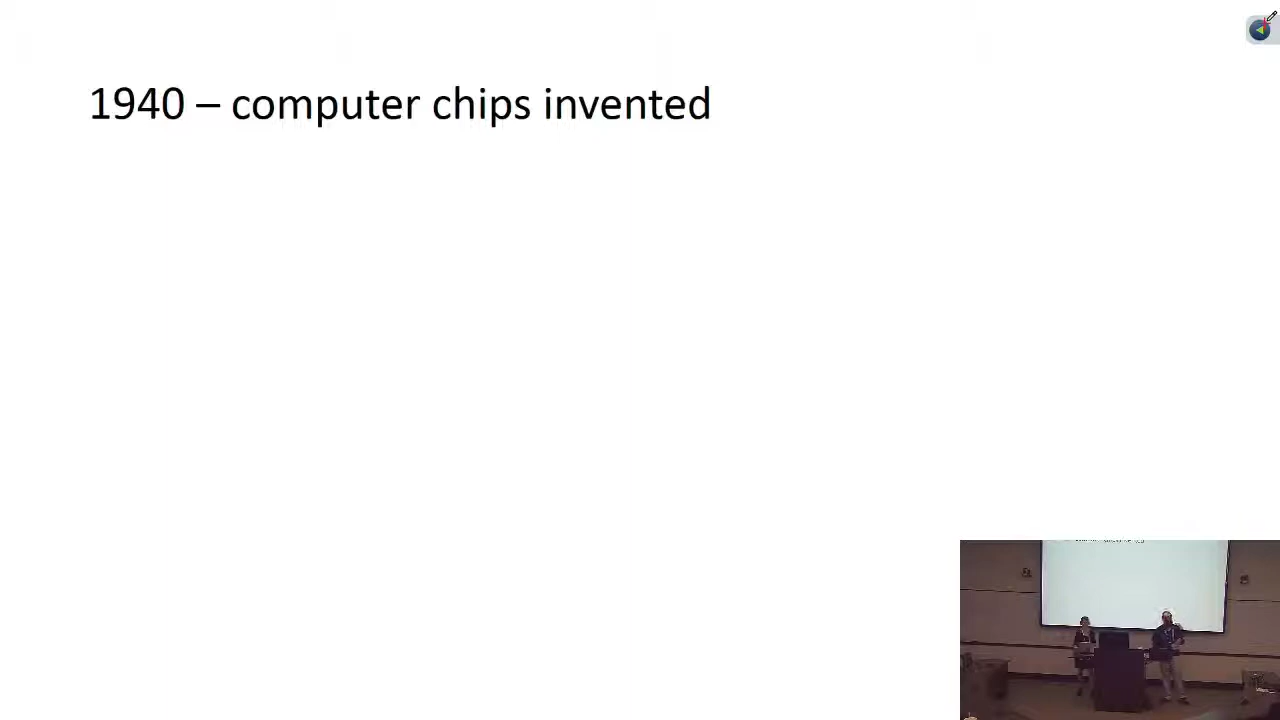 1940 – computer chips invented